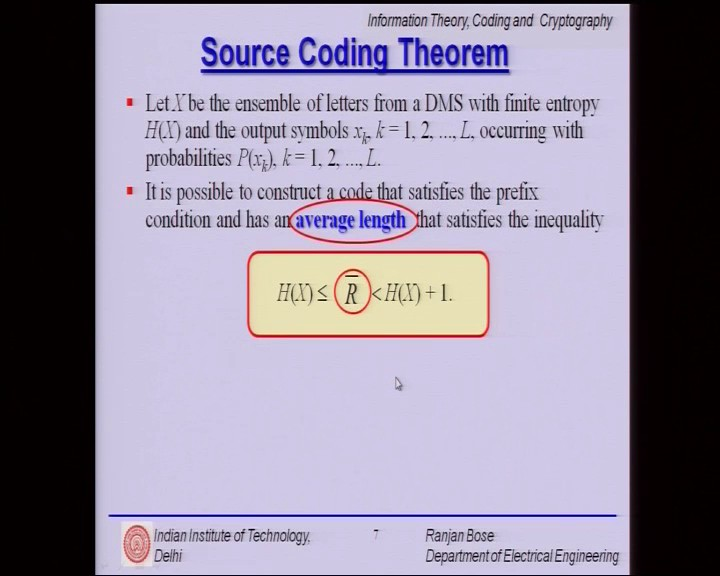 Information Theory, Coding and Cryptography
Source Coding Theorem
Let X be the ensemble of letters from a DMS with finite entropy
H(X) and the output symbols xₖ, k = 1, 2, ..., L, occurring with
probabilities P(xₖ), k = 1, 2, ..., L.
It is possible to construct a code that satisfies the prefix
condition and has an average length that satisfies the inequality
H(X) ≤ R̅ < H(X) + 1.
Indian Institute of Technology, 7 Ranjan Bose
Delhi Department of Electrical Engineering